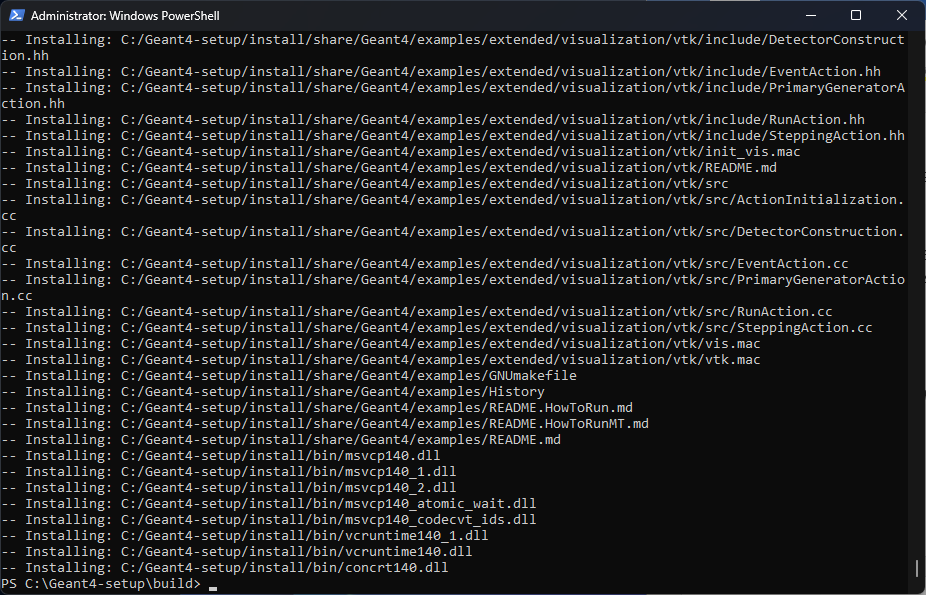 Administrator: Windows PowerShell
-- Installing: C:/Geant4-setup/install/share/Geant4/examples/extended/visualization/vtk/include/DetectorConstruct
ion.hh
-- Installing: C:/Geant4-setup/install/share/Geant4/examples/extended/visualization/vtk/include/EventAction.hh
-- Installing: C:/Geant4-setup/install/share/Geant4/examples/extended/visualization/vtk/include/PrimaryGeneratorA
ction.hh
-- Installing: C:/Geant4-setup/install/share/Geant4/examples/extended/visualization/vtk/include/RunAction.hh
-- Installing: C:/Geant4-setup/install/share/Geant4/examples/extended/visualization/vtk/include/SteppingAction.hh
-- Installing: C:/Geant4-setup/install/share/Geant4/examples/extended/visualization/vtk/init_vis.mac
-- Installing: C:/Geant4-setup/install/share/Geant4/examples/extended/visualization/vtk/README.md
-- Installing: C:/Geant4-setup/install/share/Geant4/examples/extended/visualization/vtk/src
-- Installing: C:/Geant4-setup/install/share/Geant4/examples/extended/visualization/vtk/src/ActionInitialization.
cc
-- Installing: C:/Geant4-setup/install/share/Geant4/examples/extended/visualization/vtk/src/DetectorConstruction.
cc
-- Installing: C:/Geant4-setup/install/share/Geant4/examples/extended/visualization/vtk/src/EventAction.cc
-- Installing: C:/Geant4-setup/install/share/Geant4/examples/extended/visualization/vtk/src/PrimaryGeneratorActio
n.cc
-- Installing: C:/Geant4-setup/install/share/Geant4/examples/extended/visualization/vtk/src/RunAction.cc
-- Installing: C:/Geant4-setup/install/share/Geant4/examples/extended/visualization/vtk/src/SteppingAction.cc
-- Installing: C:/Geant4-setup/install/share/Geant4/examples/extended/visualization/vtk/vis.mac
-- Installing: C:/Geant4-setup/install/share/Geant4/examples/extended/visualization/vtk/vtk.mac
-- Installing: C:/Geant4-setup/install/share/Geant4/examples/GNUmakefile
-- Installing: C:/Geant4-setup/install/share/Geant4/examples/History
-- Installing: C:/Geant4-setup/install/share/Geant4/examples/README.HowToRun.md
-- Installing: C:/Geant4-setup/install/share/Geant4/examples/README.HowToRunMT.md
-- Installing: C:/Geant4-setup/install/share/Geant4/examples/README.md
-- Installing: C:/Geant4-setup/install/bin/msvcp140.dll
-- Installing: C:/Geant4-setup/install/bin/msvcp140_1.dll
-- Installing: C:/Geant4-setup/install/bin/msvcp140_2.dll
-- Installing: C:/Geant4-setup/install/bin/msvcp140_atomic_wait.dll
-- Installing: C:/Geant4-setup/install/bin/msvcp140_codecvt_ids.dll
-- Installing: C:/Geant4-setup/install/bin/vcruntime140_1.dll
-- Installing: C:/Geant4-setup/install/bin/vcruntime140.dll
-- Installing: C:/Geant4-setup/install/bin/concrt140.dll
PS C:\Geant4-setup\build>